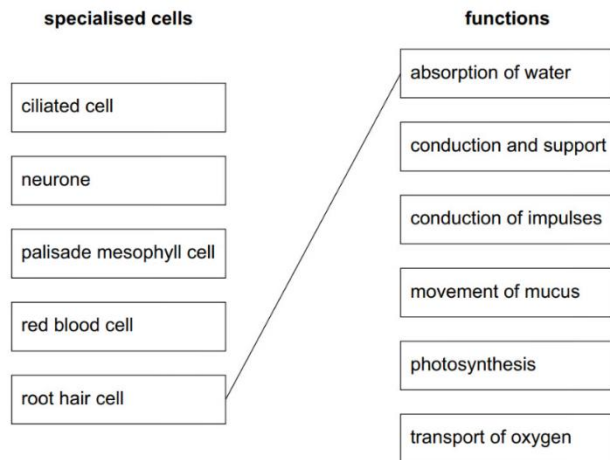 specialised cells
functions
ciliated cell
neurone
palisade mesophyll cell
red blood cell
root hair cell
absorption of water
conduction and support
conduction of impulses
movement of mucus
photosynthesis
transport of oxygen